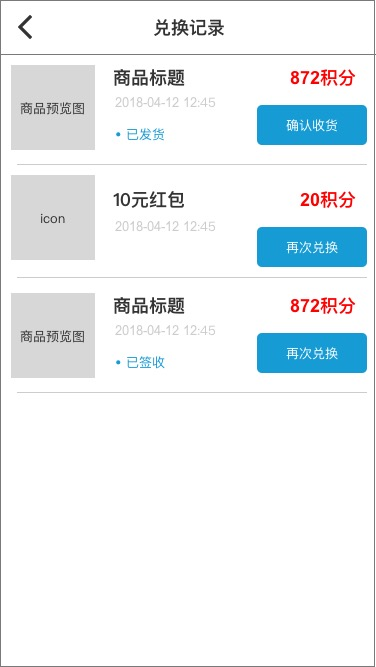 兑换记录
商品预览图
商品标题
872积分
2018-04-12 12:45
• 已发货
确认收货
icon
10元红包
20积分
2018-04-12 12:45
再次兑换
商品预览图
商品标题
872积分
2018-04-12 12:45
• 已签收
再次兑换